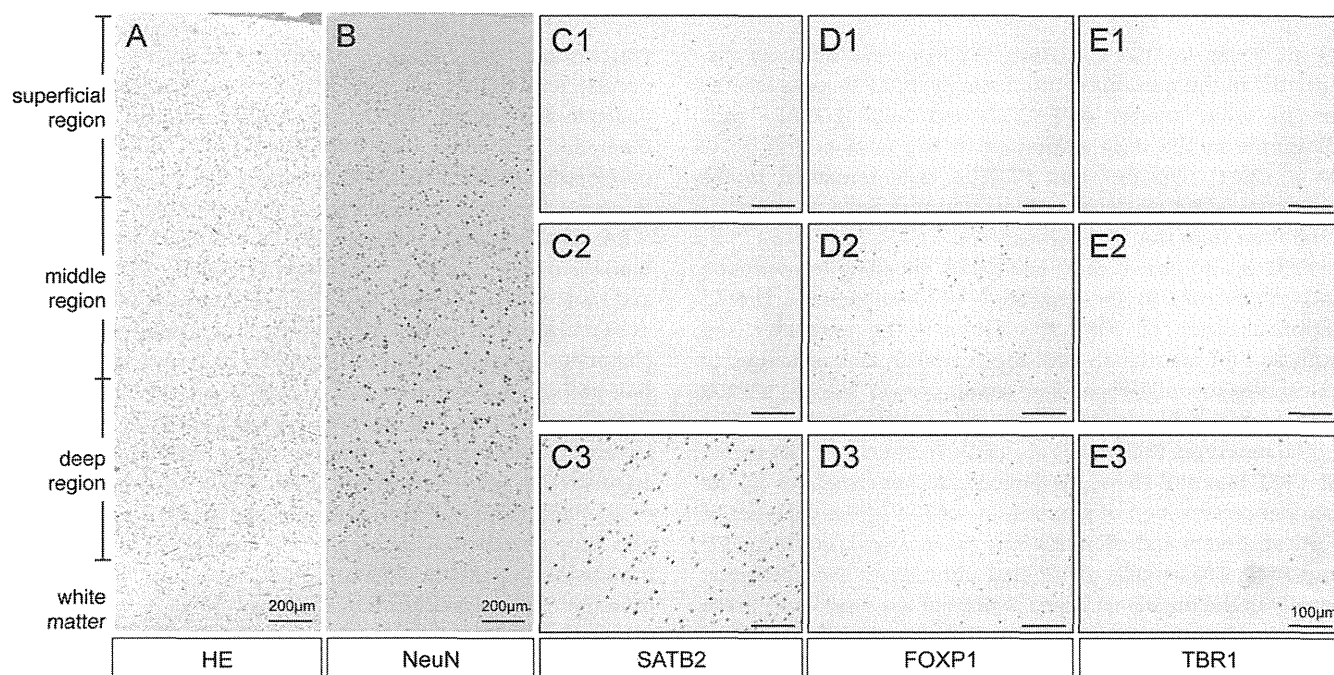 A
B
C1
D1
E1
superficial
region
C2
D2
E2
middle
region
C3
D3
E3
deep
region
white
matter
200µm
200µm
100µm
HE
NeuN
SATB2
FOXP1
TBR1